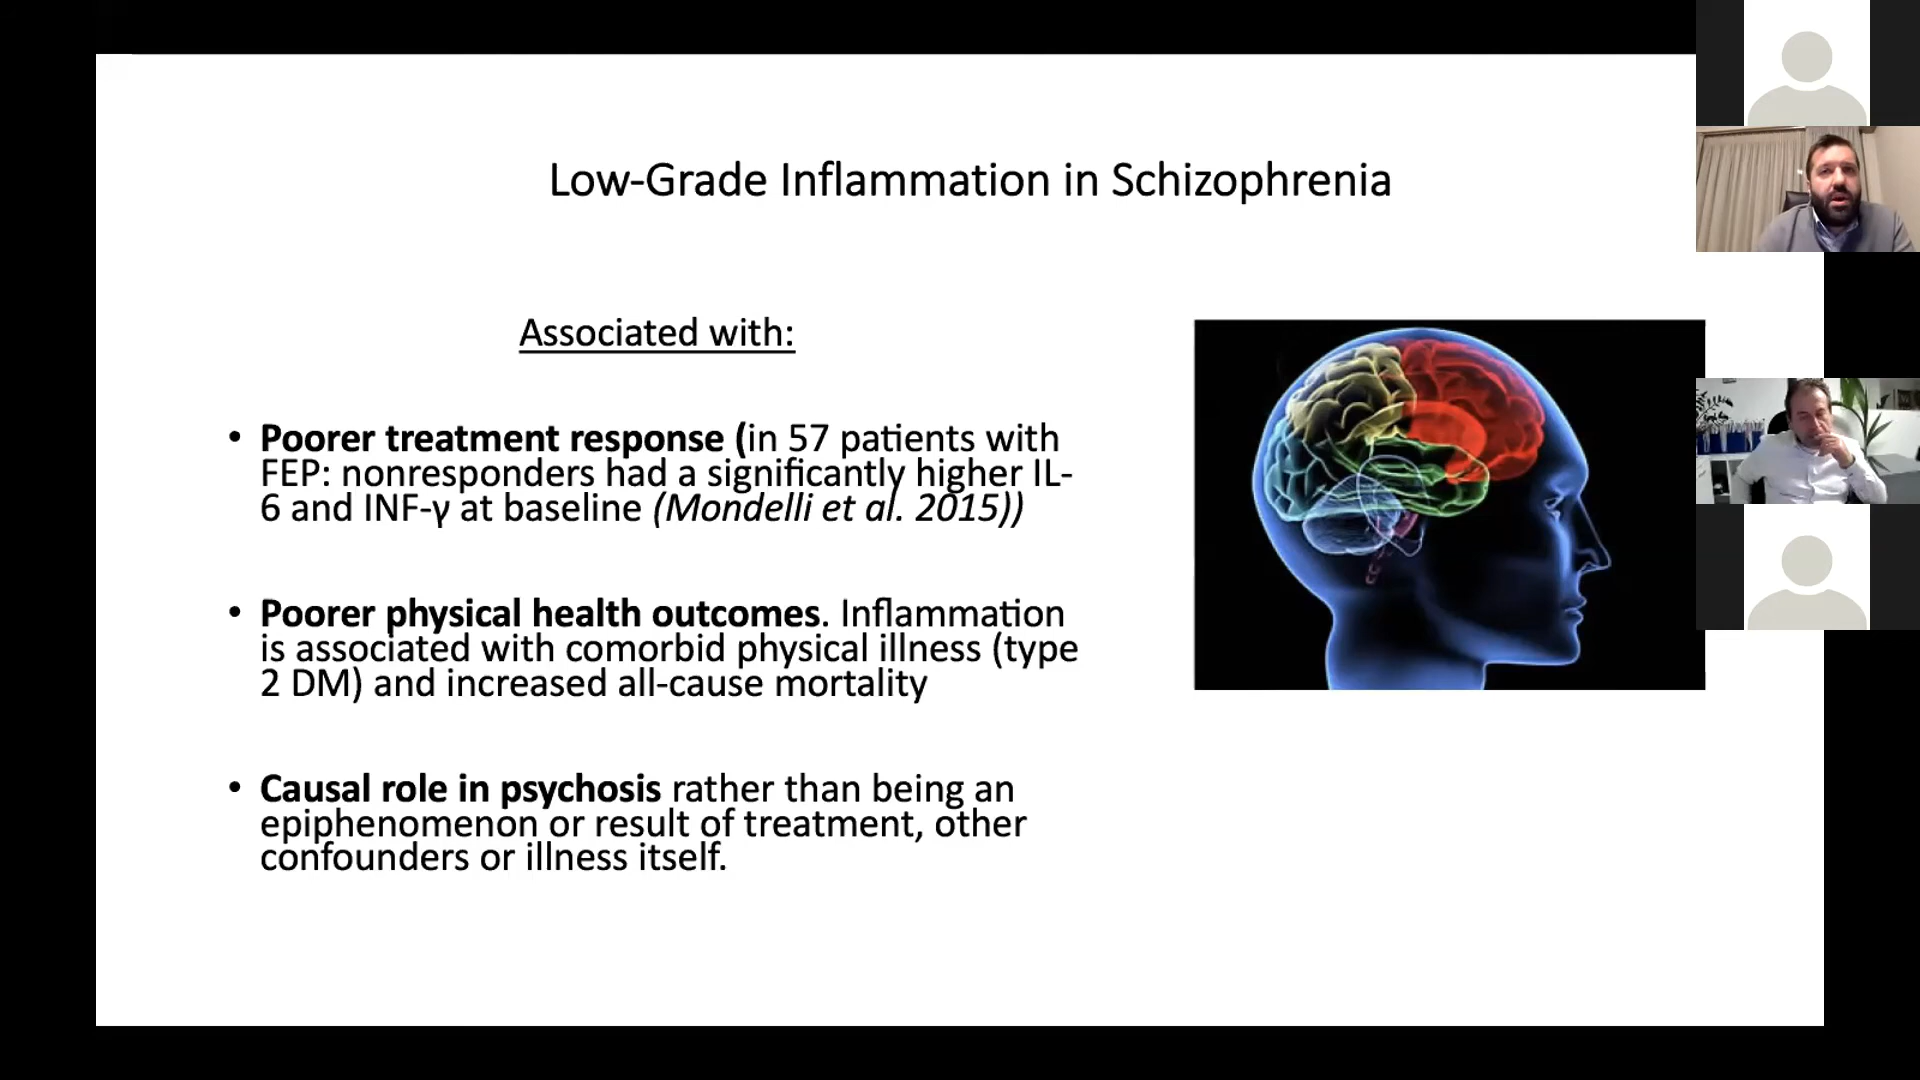 Low-Grade Inflammation in Schizophrenia
Associated with:
• Poorer treatment response (in 57 patients with
FEP: nonresponders had a significantly higher IL-
6 and INF-γ at baseline (Mondelli et al. 2015))
• Poorer physical health outcomes. Inflammation
is associated with comorbid physical illness (type
2 DM) and increased all-cause mortality
• Causal role in psychosis rather than being an
epiphenomenon or result of treatment, other
confounders or illness itself.